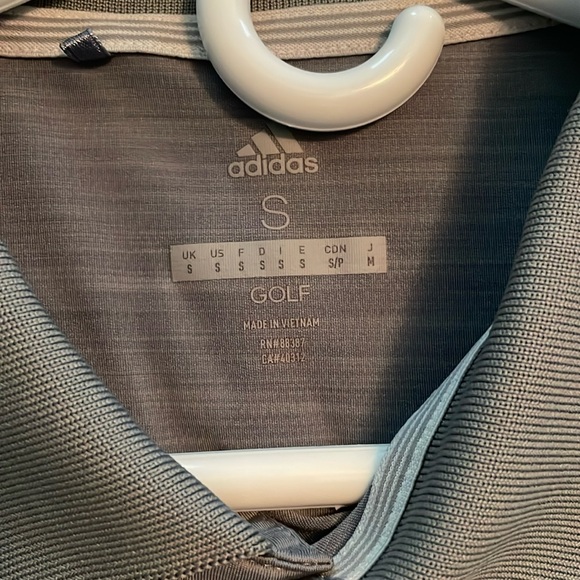 adidas
S
UK US F D I E CDN J
S S S S S S S/P M
GOLF
MADE IN VIETNAM
RN#88387
CA#40312